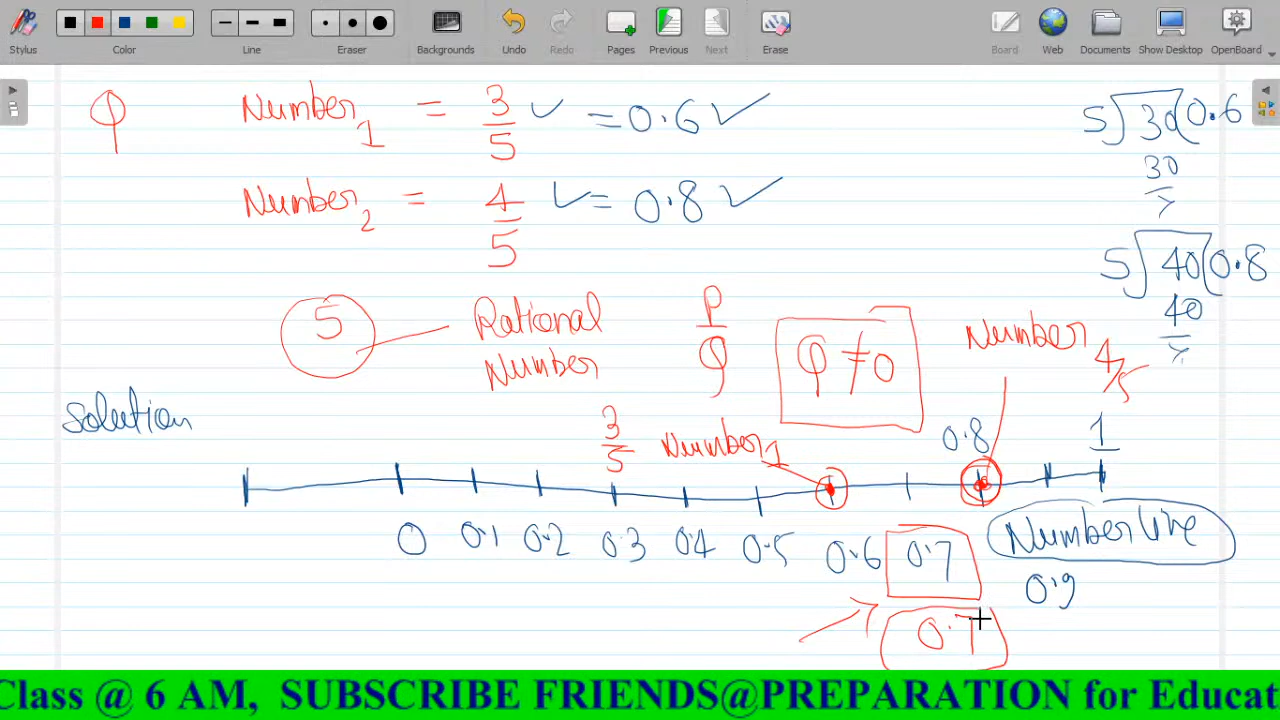 Stylus Color Line Eraser Backgrounds Undo Redo Pages Previous Next Erase Board Web Documents Show Desktop OpenBoard
Q Number1 = 3/5 ✓ = 0.6 ✓
5 30 0.6
30
Number2 = 4/5 ✓ = 0.8 ✓
5 40 0.8
40
5 Rational Number P/Q Q ≠ 0
Number 4/5
Solution
3/5 Number1 0.8 1
0 0.1 0.2 0.3 0.4 0.5 0.6 0.7 Number line
0.9
0.7
Class @ 6 AM, SUBSCRIBE FRIENDS@PREPARATION for Educat